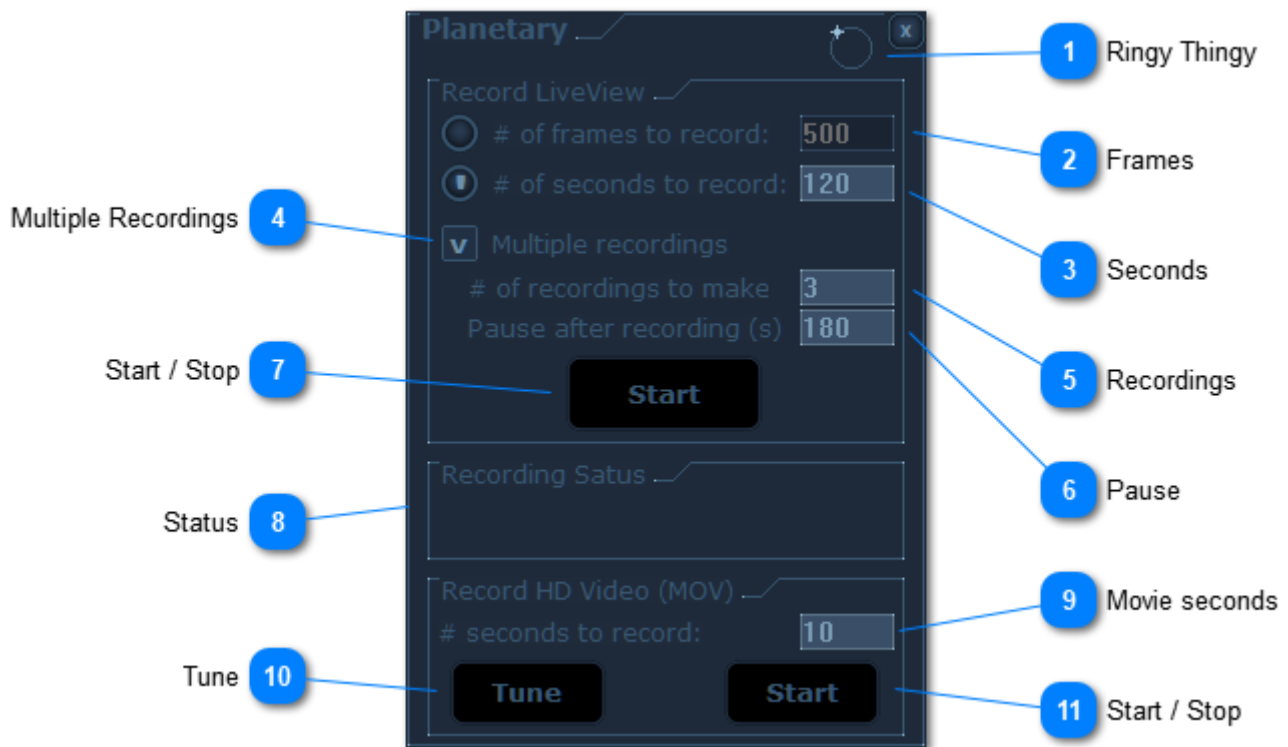 Planetary
x
1 Ringy Thingy
Record LiveView
# of frames to record: 500
2 Frames
# of seconds to record: 120
3 Seconds
Multiple Recordings 4
v Multiple recordings
# of recordings to make 3
Pause after recording (s) 180
5 Recordings
6 Pause
Start / Stop 7
Start
Recording Satus
Status 8
Record HD Video (MOV)
# seconds to record: 10
9 Movie seconds
Tune 10
Tune
Start
11 Start / Stop